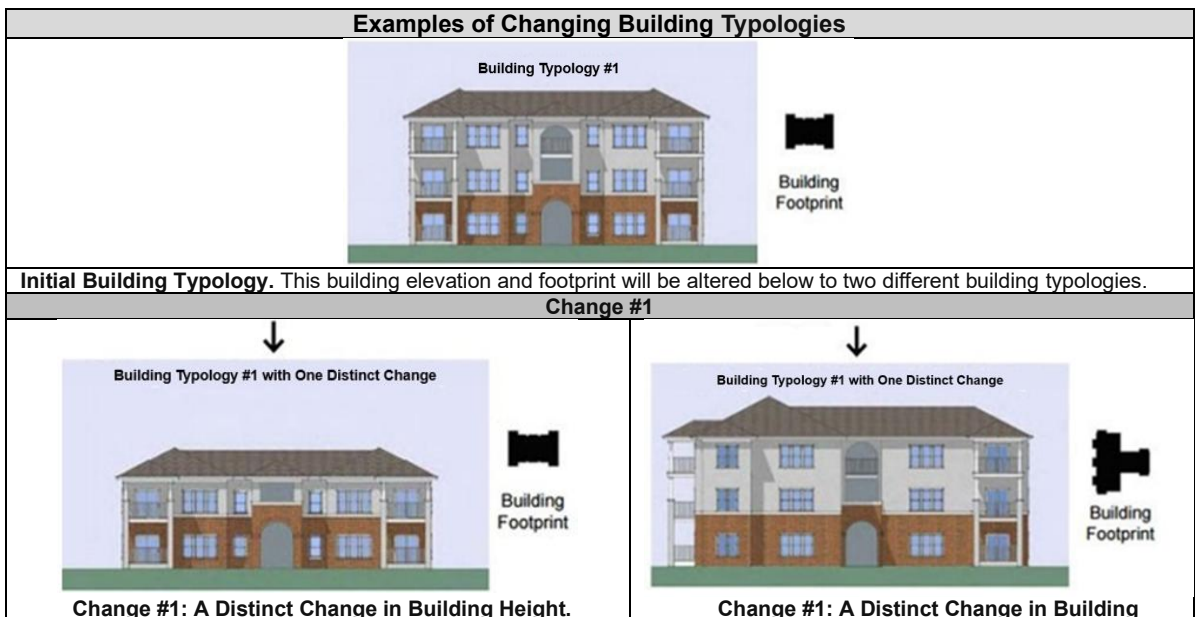 Examples of Changing Building Typologies
Building Typology #1
Building
Footprint
Initial Building Typology. This building elevation and footprint will be altered below to two different building typologies.
Change #1
Building Typology #1 with One Distinct Change
Building
Footprint
Change #1: A Distinct Change in Building Height.
Building Typology #1 with One Distinct Change
Building
Footprint
Change #1: A Distinct Change in Building